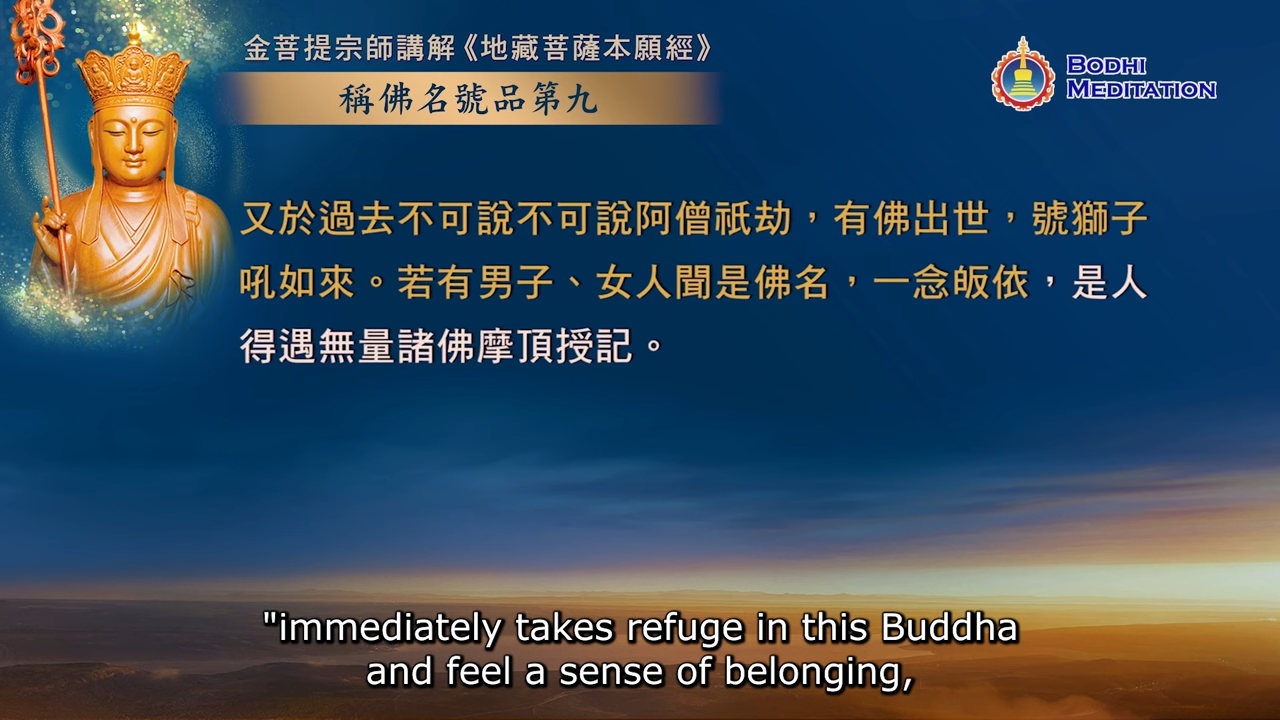 金菩提宗師講解《地藏菩薩本願經》
稱佛名號品第九
BODHI
MEDITATION
又於過去不可說不可說阿僧祇劫，有佛出世，號獅子
吼如來。若有男子、女人聞是佛名，一念皈依，是人
得遇無量諸佛摩頂授記。
"immediately takes refuge in this Buddha
and feel a sense of belonging,